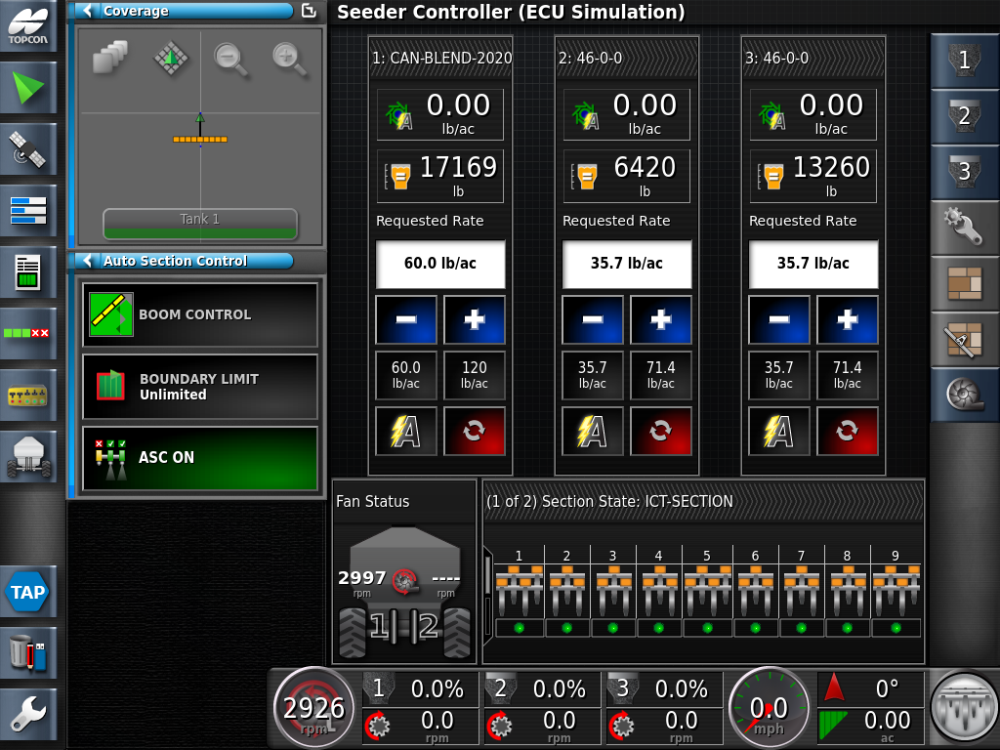 TOPCON
Coverage
Tank 1
Auto Section Control
BOOM CONTROL
BOUNDARY LIMIT
Unlimited
ASC ON
TAP
Seeder Controller (ECU Simulation)
1: CAN-BLEND-2020
0.00
lb/ac
17169
lb
Requested Rate
60.0 lb/ac
60.0
lb/ac
120
lb/ac
A
2: 46-0-0
0.00
lb/ac
6420
lb
Requested Rate
35.7 lb/ac
35.7
lb/ac
71.4
lb/ac
A
3: 46-0-0
0.00
lb/ac
13260
lb
Requested Rate
35.7 lb/ac
35.7
lb/ac
71.4
lb/ac
A
1
2
3
Fan Status
2997
rpm
----
rpm
1 2
(1 of 2) Section State: ICT-SECTION
1 2 3 4 5 6 7 8 9
2926
rpm
1
1 0.0%
0.0
rpm
2 0.0%
0.0
rpm
3 0.0%
0.0
rpm
0.0
mph
0°
0.00
ac